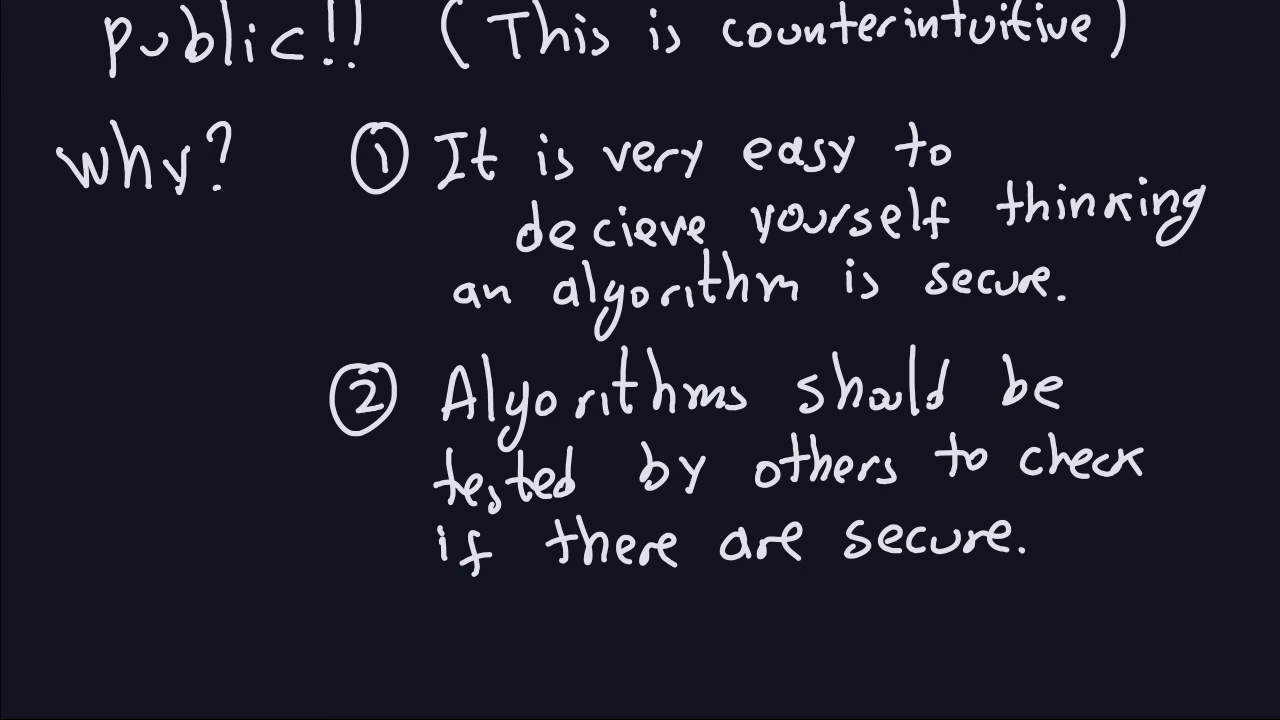 public!! (This is counterintuitive)
why? ① It is very easy to
decieve yourself thinking
an algorithm is secure.
② Algorithms should be
tested by others to check
if there are secure.